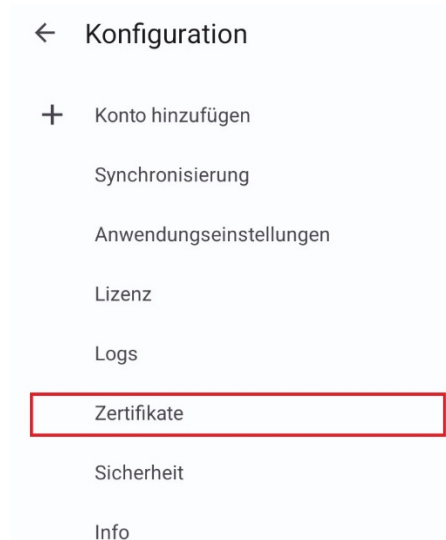 Konfiguration
Konto hinzufügen
Synchronisierung
Anwendungseinstellungen
Lizenz
Logs
Zertifikate
Sicherheit
Info